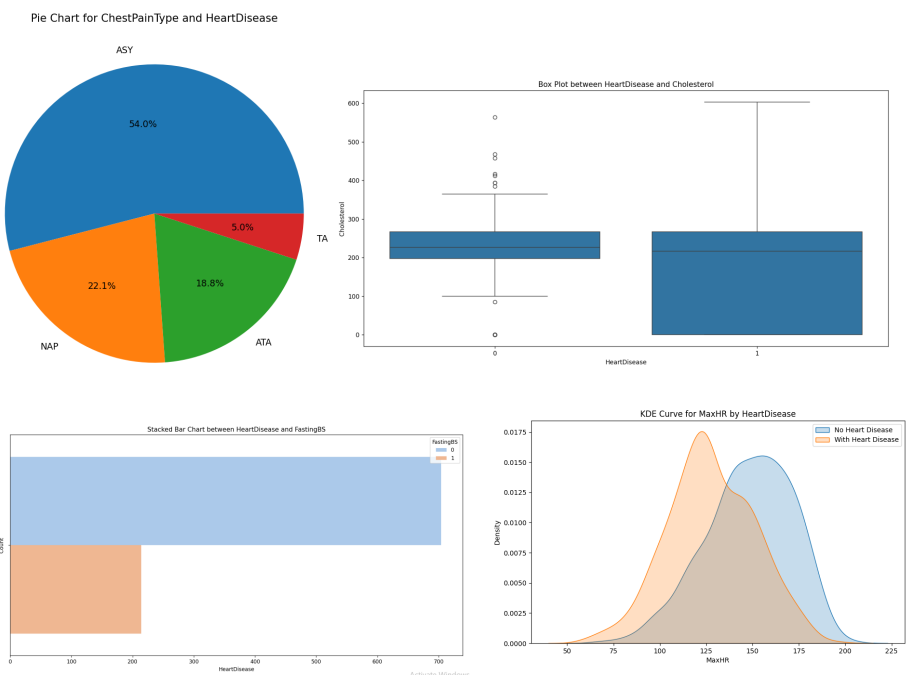 Pie Chart for ChestPainType and HeartDisease
ASY
54.0%
5.0%
TA
22.1%
18.8%
NAP
ATA
Box Plot between HeartDisease and Cholesterol
600
500
400
300
200
100
0
Cholesterol
0
1
HeartDisease
Stacked Bar Chart between HeartDisease and FastingBS
FastingBS
0
1
Count
0
100
200
300
400
500
600
700
HeartDisease
Activate Windows
KDE Curve for MaxHR by HeartDisease
No Heart Disease
With Heart Disease
0.0175
0.0150
0.0125
0.0100
0.0075
0.0050
0.0025
0.0000
Density
50
75
100
125
150
175
200
225
MaxHR